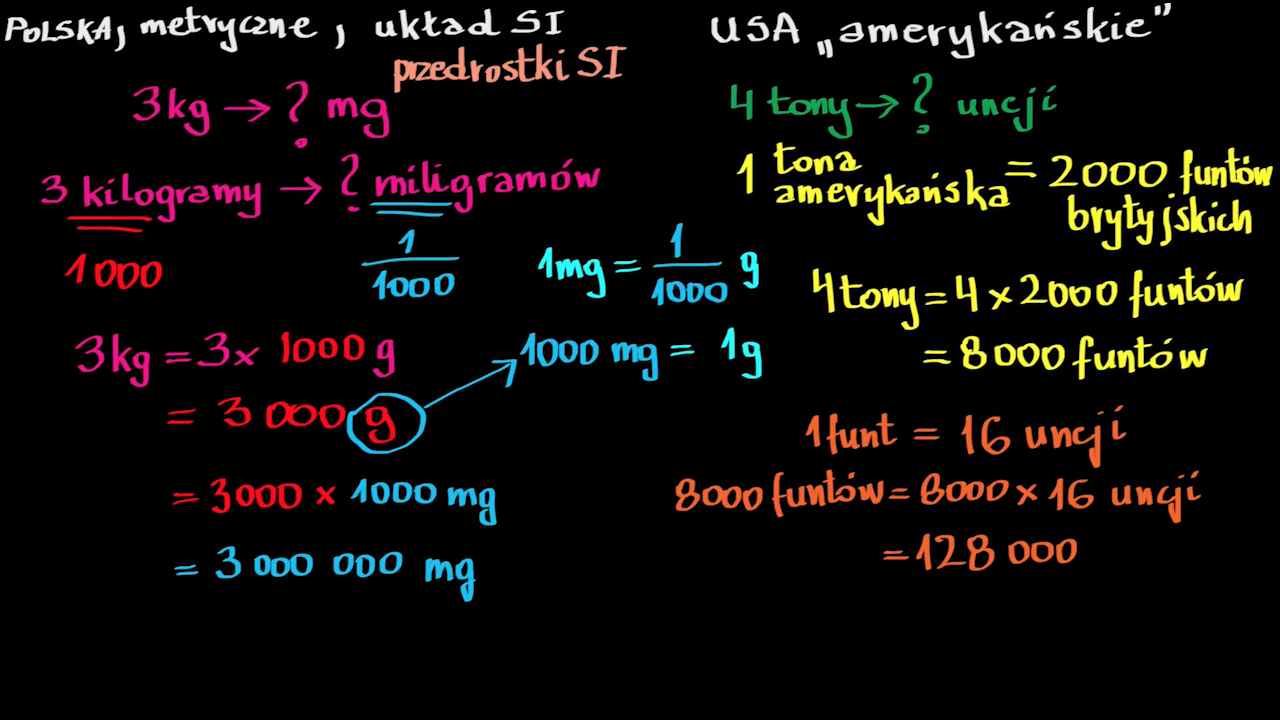 POLSKA, metryczne, układ SI
przedrostki SI
3kg → ? mg
3 kilogramy → ? miligramów
1000
1/1000
1mg = 1/1000 g
3kg = 3x 1000 g
1000 mg = 1g
= 3 000 g
= 3000 x 1000 mg
= 3 000 000 mg
USA „amerykańskie”
4 tony → ? uncji
1 tona amerykańska = 2000 funtów brytyjskich
4 tony = 4 x 2000 funtów
= 8 000 funtów
1 funt = 16 uncji
8000 funtów = 8000 x 16 uncji
= 128 000